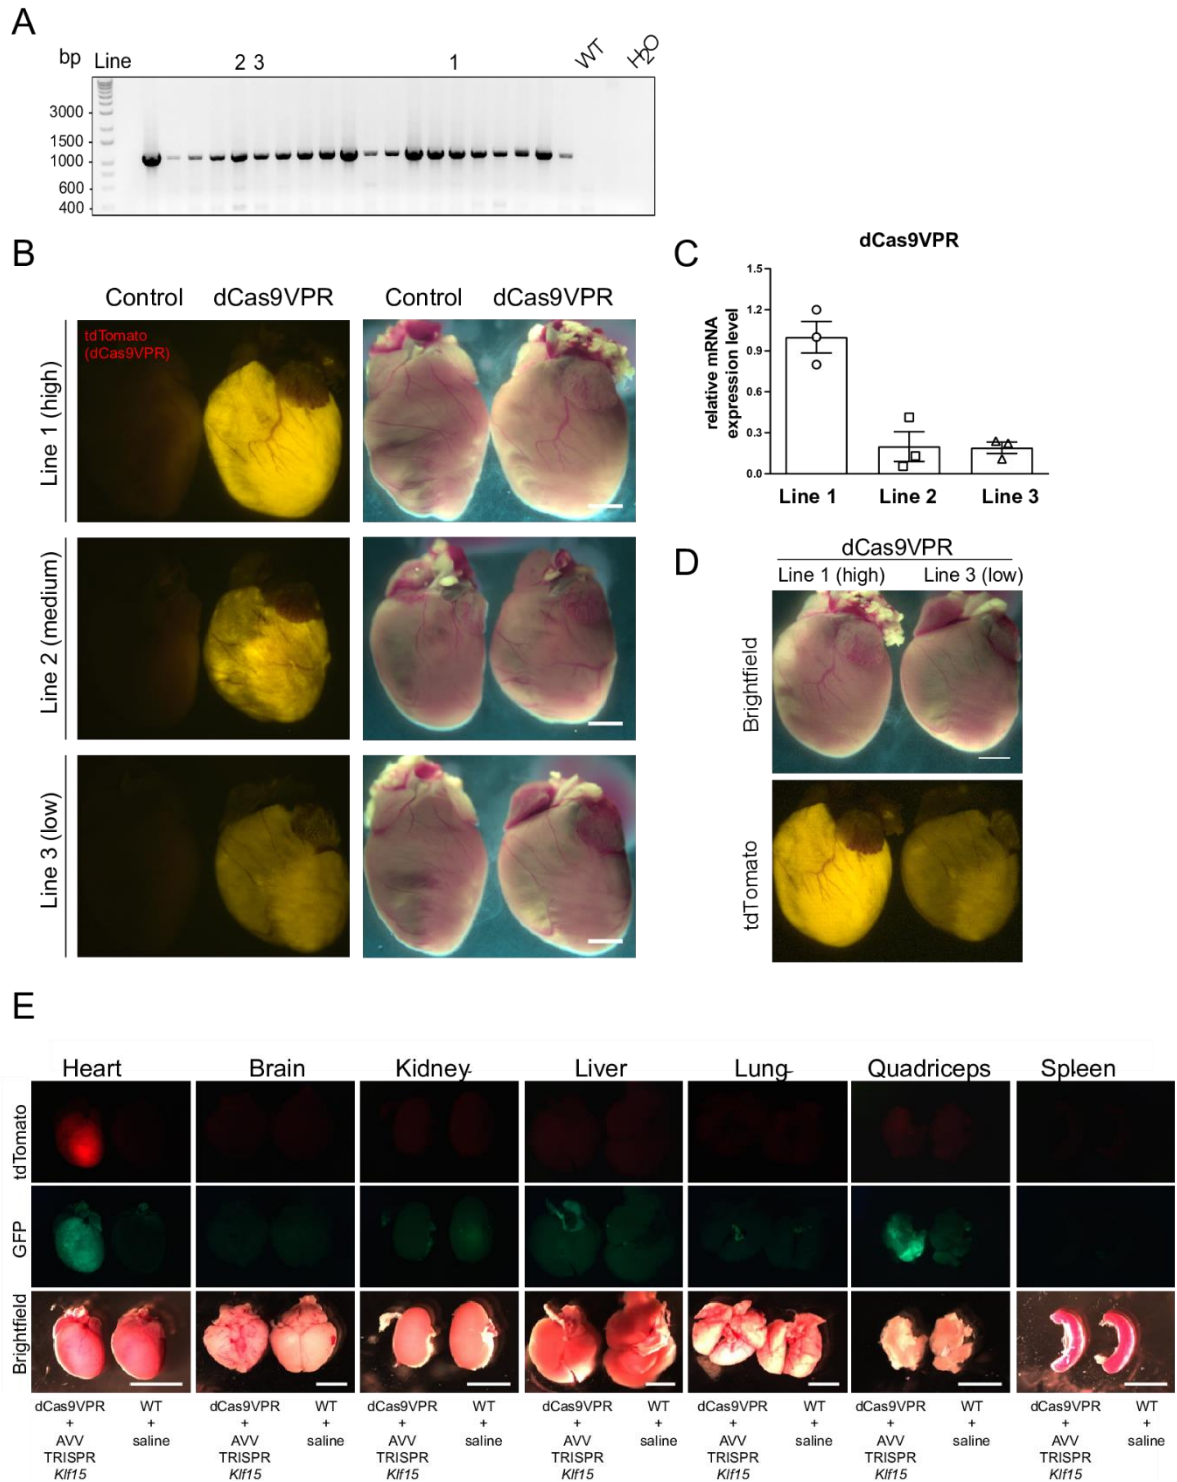 A
bp Line 2 3 1 WT H2O
3000
1500
1000
600
400
B
Control dCas9VPR Control dCas9VPR
tdTomato
(dCas9VPR)
Line 1 (high)
Line 2 (medium)
Line 3 (low)
C
dCas9VPR
relative mRNA
expression level
1.5
1.2
0.9
0.6
0.3
0.0
Line 1 Line 2 Line 3
D
dCas9VPR
Line 1 (high) Line 3 (low)
Brightfield
tdTomato
E
Heart Brain Kidney Liver Lung Quadriceps Spleen
tdTomato
GFP
Brightfield
dCas9VPR WT dCas9VPR WT dCas9VPR WT dCas9VPR WT dCas9VPR WT dCas9VPR WT dCas9VPR WT
+ + + + + + + + + + + + + +
AVV saline AVV saline AVV saline AVV saline AVV saline AVV saline AVV saline
TRISPR TRISPR TRISPR TRISPR TRISPR TRISPR TRISPR
Klf15 Klf15 Klf15 Klf15 Klf15 Klf15 Klf15